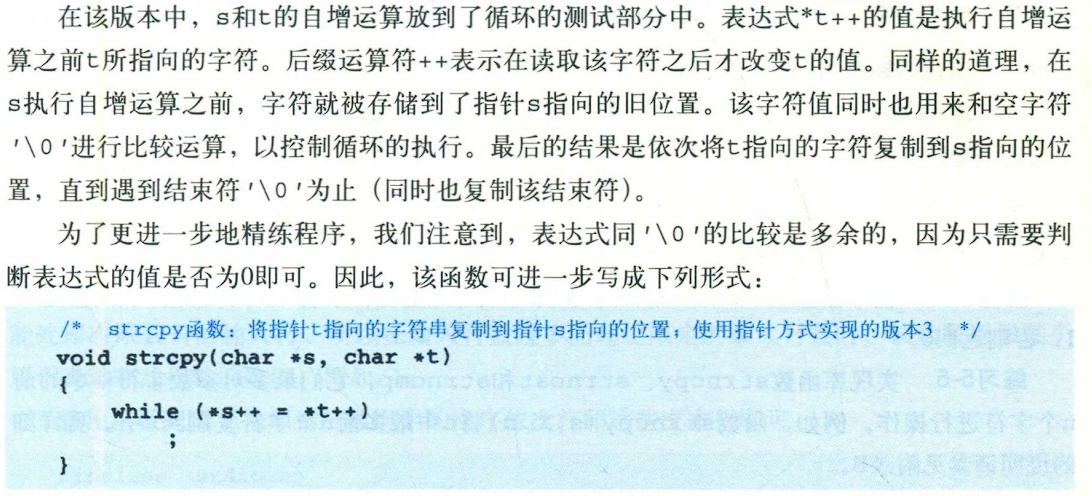 在该版本中，s和t的自增运算放到了循环的测试部分中。表达式*t++的值是执行自增运
算之前t所指向的字符。后缀运算符++表示在读取该字符之后才改变t的值。同样的道理，在
s执行自增运算之前，字符就被存储到了指针s指向的旧位置。该字符值同时也用来和空字符
'\0'进行比较运算，以控制循环的执行。最后的结果是依次将t指向的字符复制到s指向的位
置，直到遇到结束符'\0'为止（同时也复制该结束符）。
为了更进一步地精练程序，我们注意到，表达式同'\0'的比较是多余的，因为只需要判
断表达式的值是否为0即可。因此，该函数可进一步写成下列形式：
/* strcpy函数：将指针t指向的字符串复制到指针s指向的位置；使用指针方式实现的版本3 */
void strcpy(char *s, char *t)
{
while (*s++ = *t++)
;
}